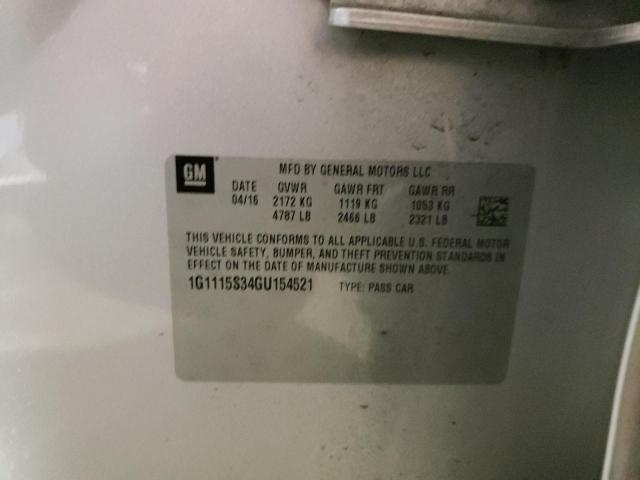 GM
MFD BY GENERAL MOTORS LLC
DATE GVWR GAWR FRT GAWR RR
04/16 2172 KG 1119 KG 1053 KG
4787 LB 2466 LB 2321 LB
THIS VEHICLE CONFORMS TO ALL APPLICABLE U.S. FEDERAL MOTOR
VEHICLE SAFETY, BUMPER, AND THEFT PREVENTION STANDARDS IN
EFFECT ON THE DATE OF MANUFACTURE SHOWN ABOVE.
1G1115S34GU154521 TYPE: PASS CAR